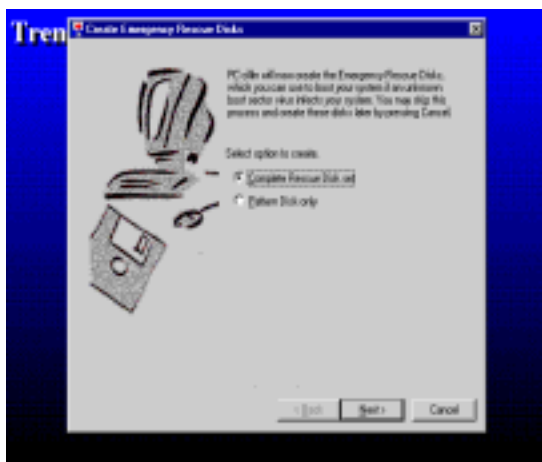 Tren
Create Emergency Rescue Disks
PC-cillin will now create the Emergency Rescue Disks,
which you can use to boot your system if an unknown
boot sector virus infects your system. You may skip this
process and create these disks later by pressing Cancel.
Select option to create.
Complete Rescue Disk set
Pattern Disk only
< Back
Next >
Cancel